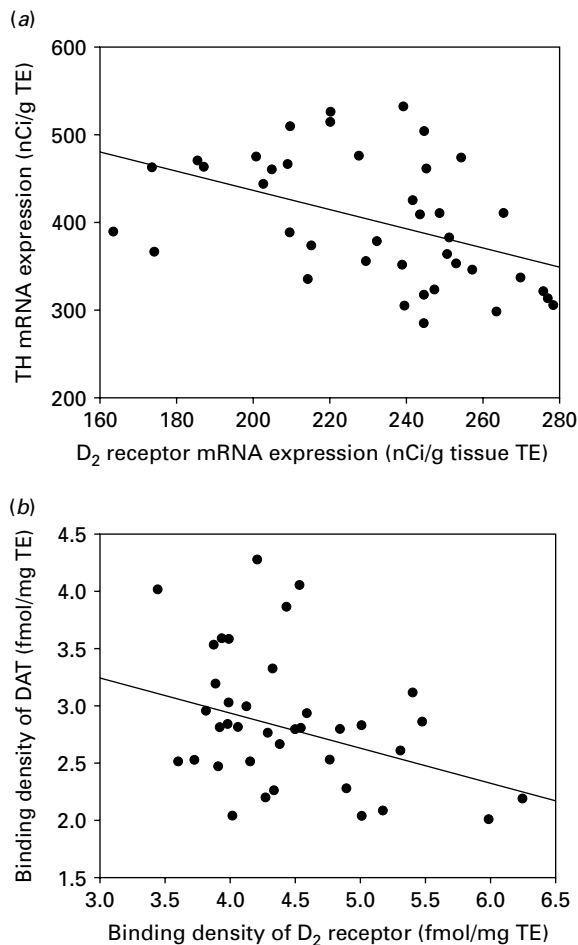 (a)
600
500
400
300
200
TH mRNA expression (nCi/g TE)
160 180 200 220 240 260 280
D₂ receptor mRNA expression (nCi/g tissue TE)
(b)
4.5
4.0
3.5
3.0
2.5
2.0
1.5
Binding density of DAT (fmol/mg TE)
3.0 3.5 4.0 4.5 5.0 5.5 6.0 6.5
Binding density of D₂ receptor (fmol/mg TE)